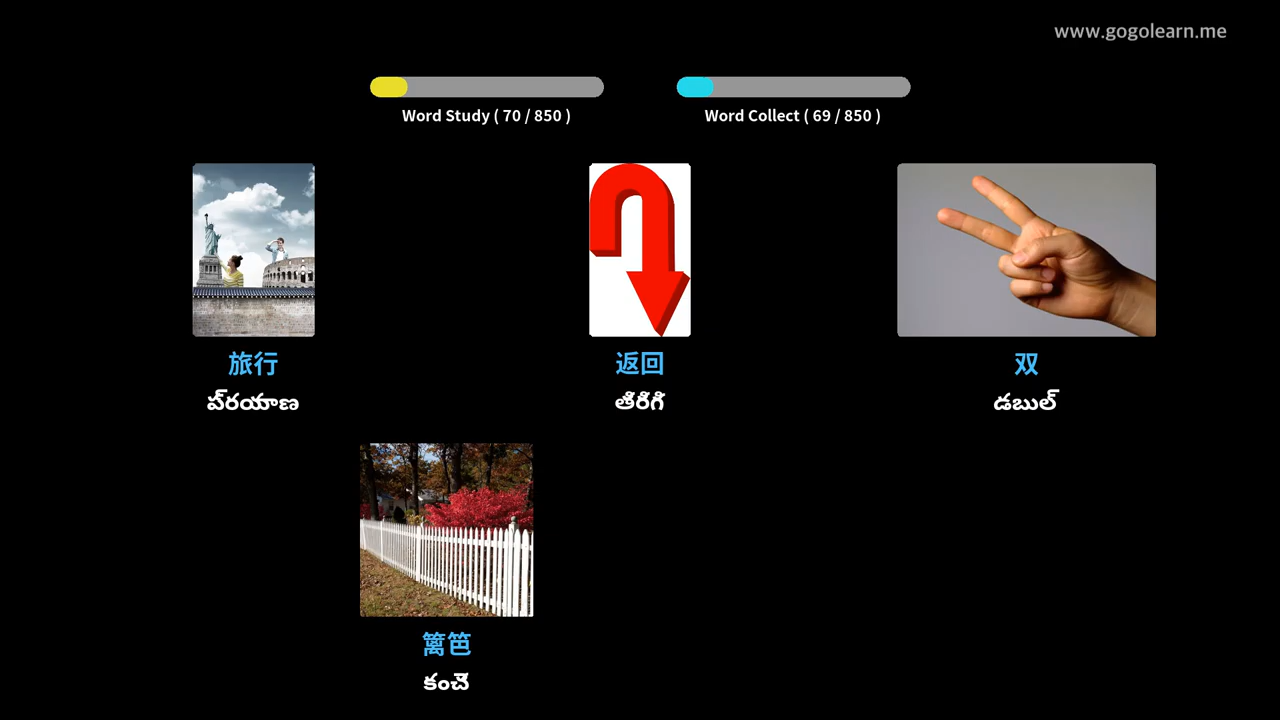 www.gogolearn.me
Word Study ( 70 / 850 )
Word Collect ( 69 / 850 )
旅行
ప్రయాణ
返回
తిరిగి
双
డబుల్
篱笆
కంచె